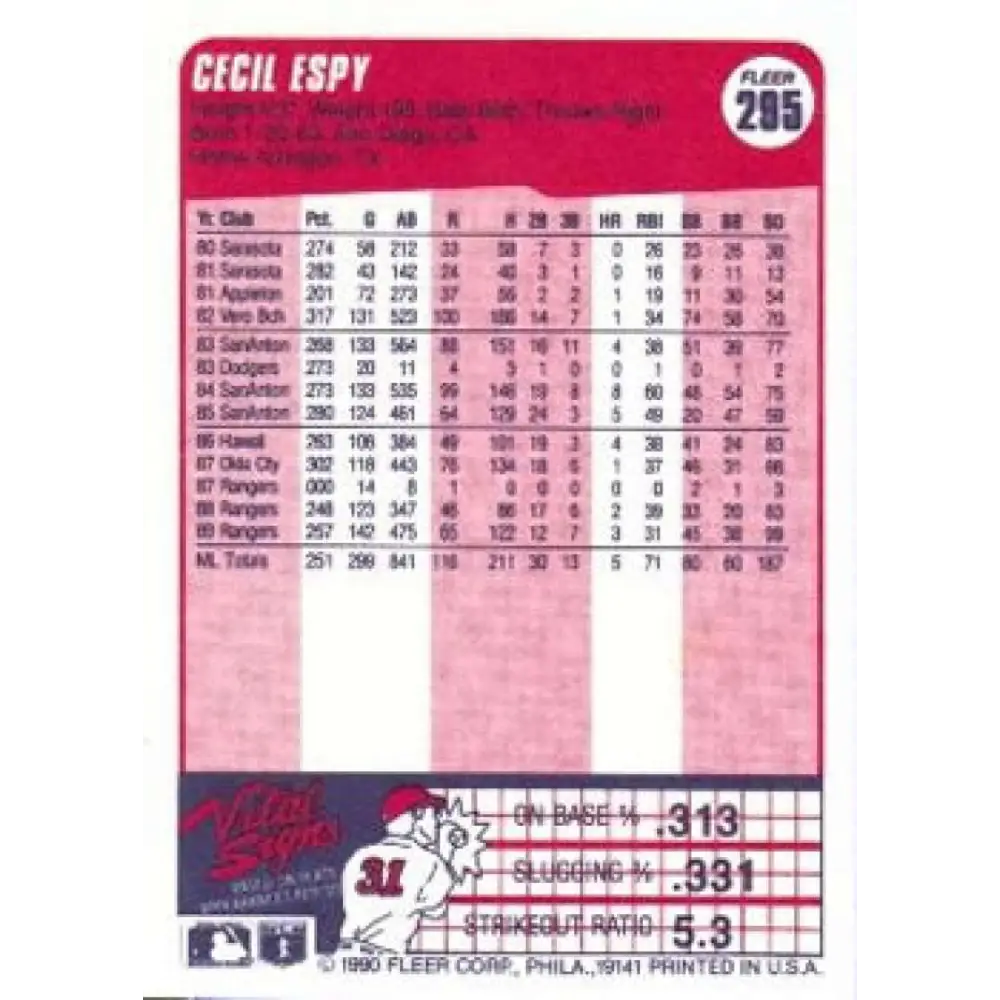 CECIL ESPY
FLEER
295
Yr. Club Pct. G AB R H 2B 3B HR RBI SB BB SO
80 Sarasota 274 58 212 33 58 7 3 0 26 23 26 38
81 Sarasota 282 43 142 24 40 3 1 0 16 9 11 13
81 Appleton 201 72 273 37 55 2 2 1 19 11 30 54
82 Vero Bch 317 131 523 100 166 14 7 1 34 74 58 70
83 SanAnton 268 133 564 88 151 16 11 4 38 51 77
83 Dodgers 273 20 11 4 3 1 0 0 1 0 1 2
84 SanAnton 273 133 535 99 146 19 8 8 60 48 54 75
85 SanAnton 280 124 461 64 129 24 3 5 49 20 47 58
86 Hawaii 263 106 384 49 101 19 3 4 38 41 24 83
87 Okla Cty 302 118 443 76 134 18 6 1 37 46 31 66
87 Rangers 000 14 8 1 0 0 0 0 0 2 1 3
88 Rangers 248 123 347 46 86 17 6 2 39 33 20 83
89 Rangers 257 142 475 65 122 12 7 3 31 45 38 99
ML Totals 251 299 841 116 211 30 13 5 71 80 60 187
Vital Signs
31
ON BASE % .313
SLUGGING % .331
STRIKEOUT RATIO 5.3
© 1990 FLEER CORP., PHILA., 19141 PRINTED IN U.S.A.